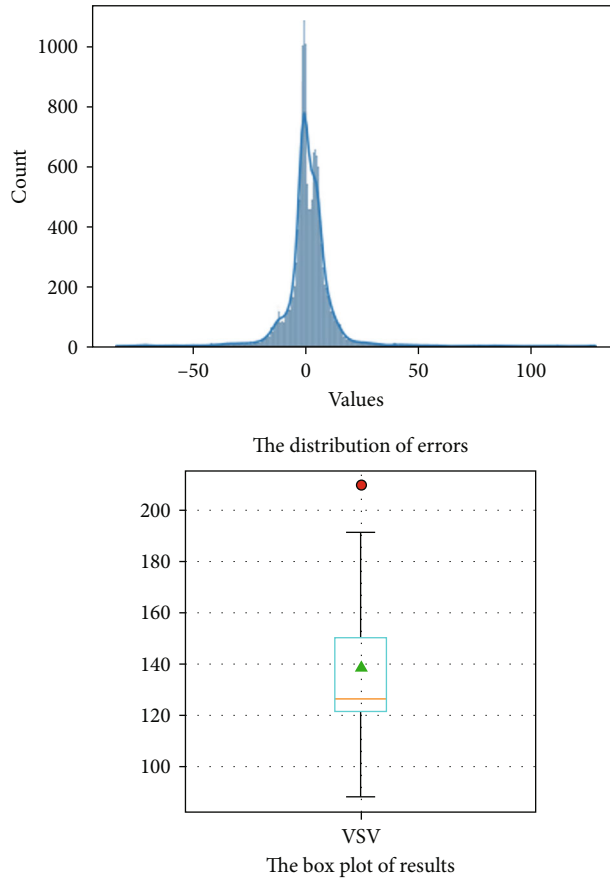 1000
800
600
400
200
0
Count
−50 0 50 100
Values
The distribution of errors
200
180
160
140
120
100
VSV
The box plot of results